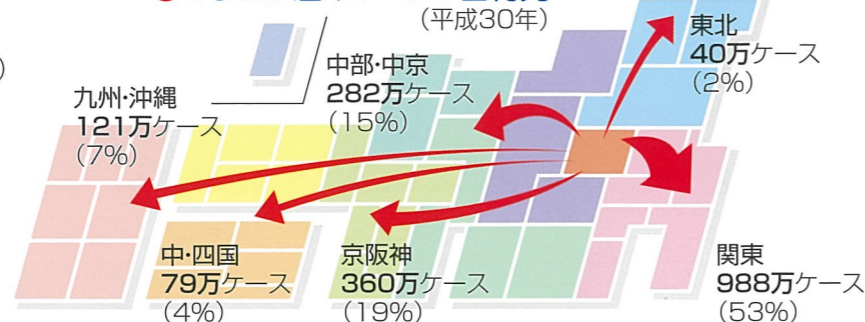 (平成30年)
東北
40万ケース
(2%)
中部・中京
282万ケース
(15%)
九州・沖縄
121万ケース
(7%)
中・四国
79万ケース
(4%)
京阪神
360万ケース
(19%)
関東
988万ケース
(53%)